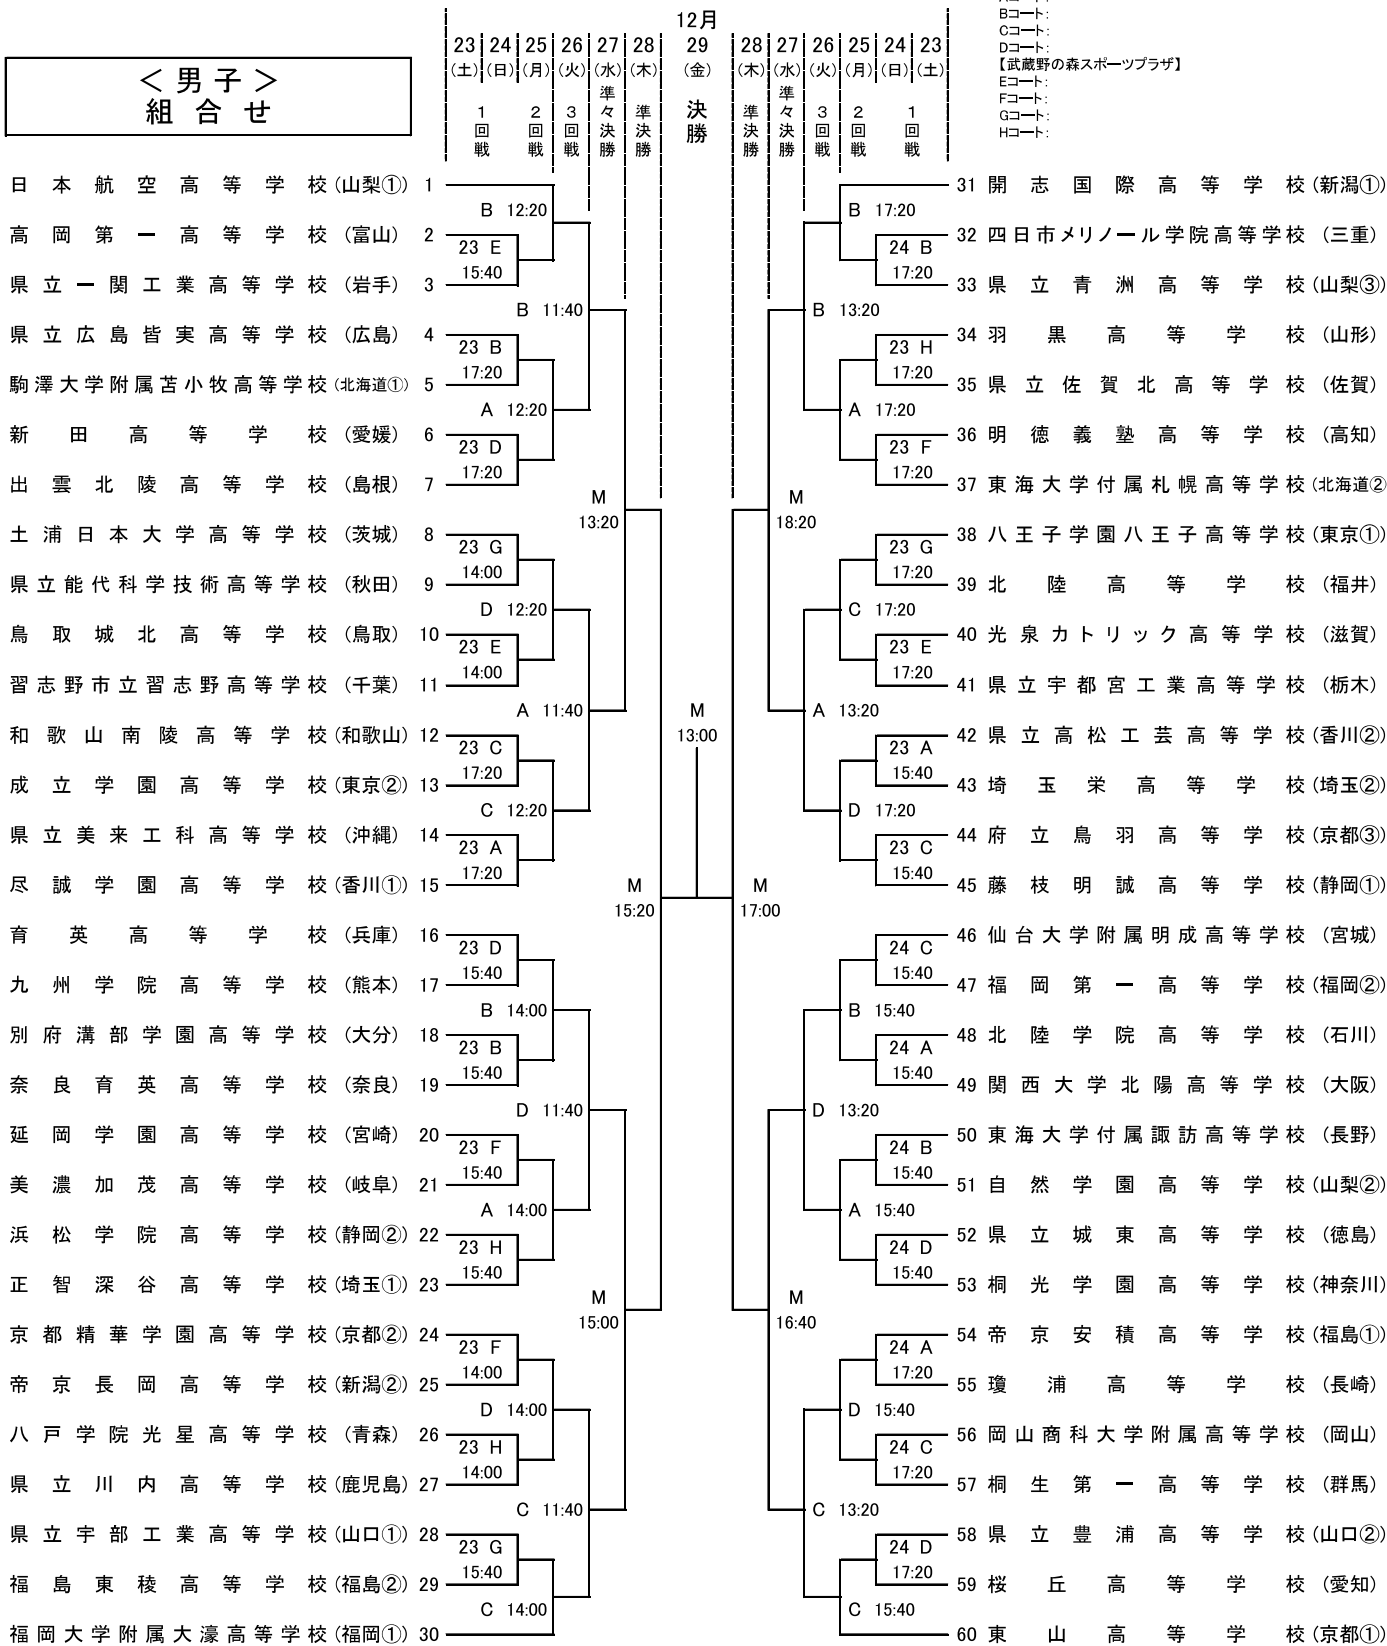 Bコート:
Cコート:
Dコート:
【武蔵野の森スポーツプラザ】
Eコート:
Fコート:
Gコート:
Hコート:
＜男子＞
組合せ
12月
23 24 25 26 27 28 29 28 27 26 25 24 23
(土) (日) (月) (火) (水) (木) (金) (木) (水) (火) (月) (日) (土)
1回戦 2回戦 3回戦 準々決勝 準決勝 決勝 準決勝 準々決勝 3回戦 2回戦 1回戦
日本航空高等学校(山梨①) 1
B 12:20
高岡第一高等学校(富山) 2
23 E
15:40
県立一関工業高等学校(岩手) 3
B 11:40
県立広島皆実高等学校(広島) 4
23 B
17:20
駒澤大学附属苫小牧高等学校(北海道①) 5
A 12:20
新田高等学校(愛媛) 6
23 D
17:20
出雲北陵高等学校(島根) 7
M
13:20
土浦日本大学高等学校(茨城) 8
23 G
14:00
県立能代科学技術高等学校(秋田) 9
D 12:20
鳥取城北高等学校(鳥取) 10
23 E
14:00
習志野市立習志野高等学校(千葉) 11
A 11:40
和歌山南陵高等学校(和歌山) 12
23 C
17:20
成立学園高等学校(東京②) 13
C 12:20
県立美来工科高等学校(沖縄) 14
23 A
17:20
尽誠学園高等学校(香川①) 15
M
15:20
育英高等学校(兵庫) 16
23 D
15:40
九州学院高等学校(熊本) 17
B 14:00
別府溝部学園高等学校(大分) 18
23 B
15:40
奈良育英高等学校(奈良) 19
D 11:40
延岡学園高等学校(宮崎) 20
23 F
15:40
美濃加茂高等学校(岐阜) 21
A 14:00
浜松学院高等学校(静岡②) 22
23 H
15:40
正智深谷高等学校(埼玉①) 23
M
15:00
京都精華学園高等学校(京都②) 24
23 F
14:00
帝京長岡高等学校(新潟②) 25
D 14:00
八戸学院光星高等学校(青森) 26
23 H
14:00
県立川内高等学校(鹿児島) 27
C 11:40
県立宇部工業高等学校(山口①) 28
23 G
15:40
福島東稜高等学校(福島②) 29
C 14:00
福岡大学附属大濠高等学校(福岡①) 30
M
13:00
31 開志国際高等学校(新潟①)
B 17:20
32 四日市メリノール学院高等学校(三重)
24 B
17:20
33 県立青洲高等学校(山梨③)
B 13:20
34 羽黒高等学校(山形)
23 H
17:20
35 県立佐賀北高等学校(佐賀)
A 17:20
36 明徳義塾高等学校(高知)
23 F
17:20
37 東海大学付属札幌高等学校(北海道②
M
18:20
38 八王子学園八王子高等学校(東京①)
23 G
17:20
39 北陸高等学校(福井)
C 17:20
40 光泉カトリック高等学校(滋賀)
23 E
17:20
41 県立宇都宮工業高等学校(栃木)
A 13:20
42 県立高松工芸高等学校(香川②)
23 A
15:40
43 埼玉栄高等学校(埼玉②)
D 17:20
44 府立鳥羽高等学校(京都③)
23 C
15:40
45 藤枝明誠高等学校(静岡①)
M
17:00
46 仙台大学附属明成高等学校(宮城)
24 C
15:40
47 福岡第一高等学校(福岡②)
B 15:40
48 北陸学院高等学校(石川)
24 A
15:40
49 関西大学北陽高等学校(大阪)
D 13:20
50 東海大学付属諏訪高等学校(長野)
24 B
15:40
51 自然学園高等学校(山梨②)
A 15:40
52 県立城東高等学校(徳島)
24 D
15:40
53 桐光学園高等学校(神奈川)
M
16:40
54 帝京安積高等学校(福島①)
24 A
17:20
55 瓊浦高等学校(長崎)
D 15:40
56 岡山商科大学附属高等学校(岡山)
24 C
17:20
57 桐生第一高等学校(群馬)
C 13:20
58 県立豊浦高等学校(山口②)
24 D
17:20
59 桜丘高等学校(愛知)
C 15:40
60 東山高等学校(京都①)